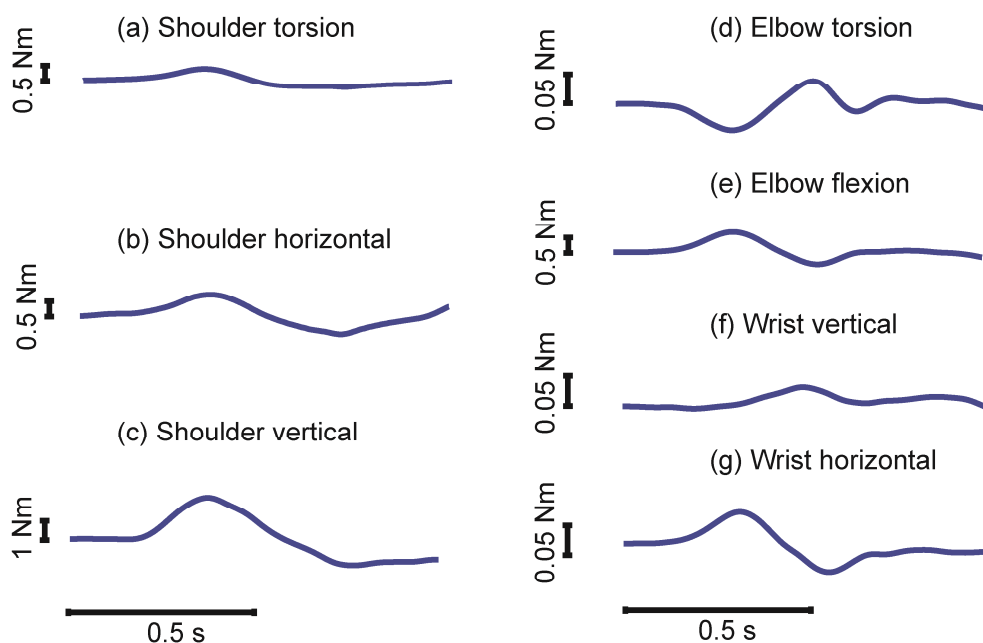 (a) Shoulder torsion
0.5 Nm
(b) Shoulder horizontal
0.5 Nm
(c) Shoulder vertical
1 Nm
0.5 s
(d) Elbow torsion
0.05 Nm
(e) Elbow flexion
0.5 Nm
(f) Wrist vertical
0.05 Nm
(g) Wrist horizontal
0.05 Nm
0.5 s